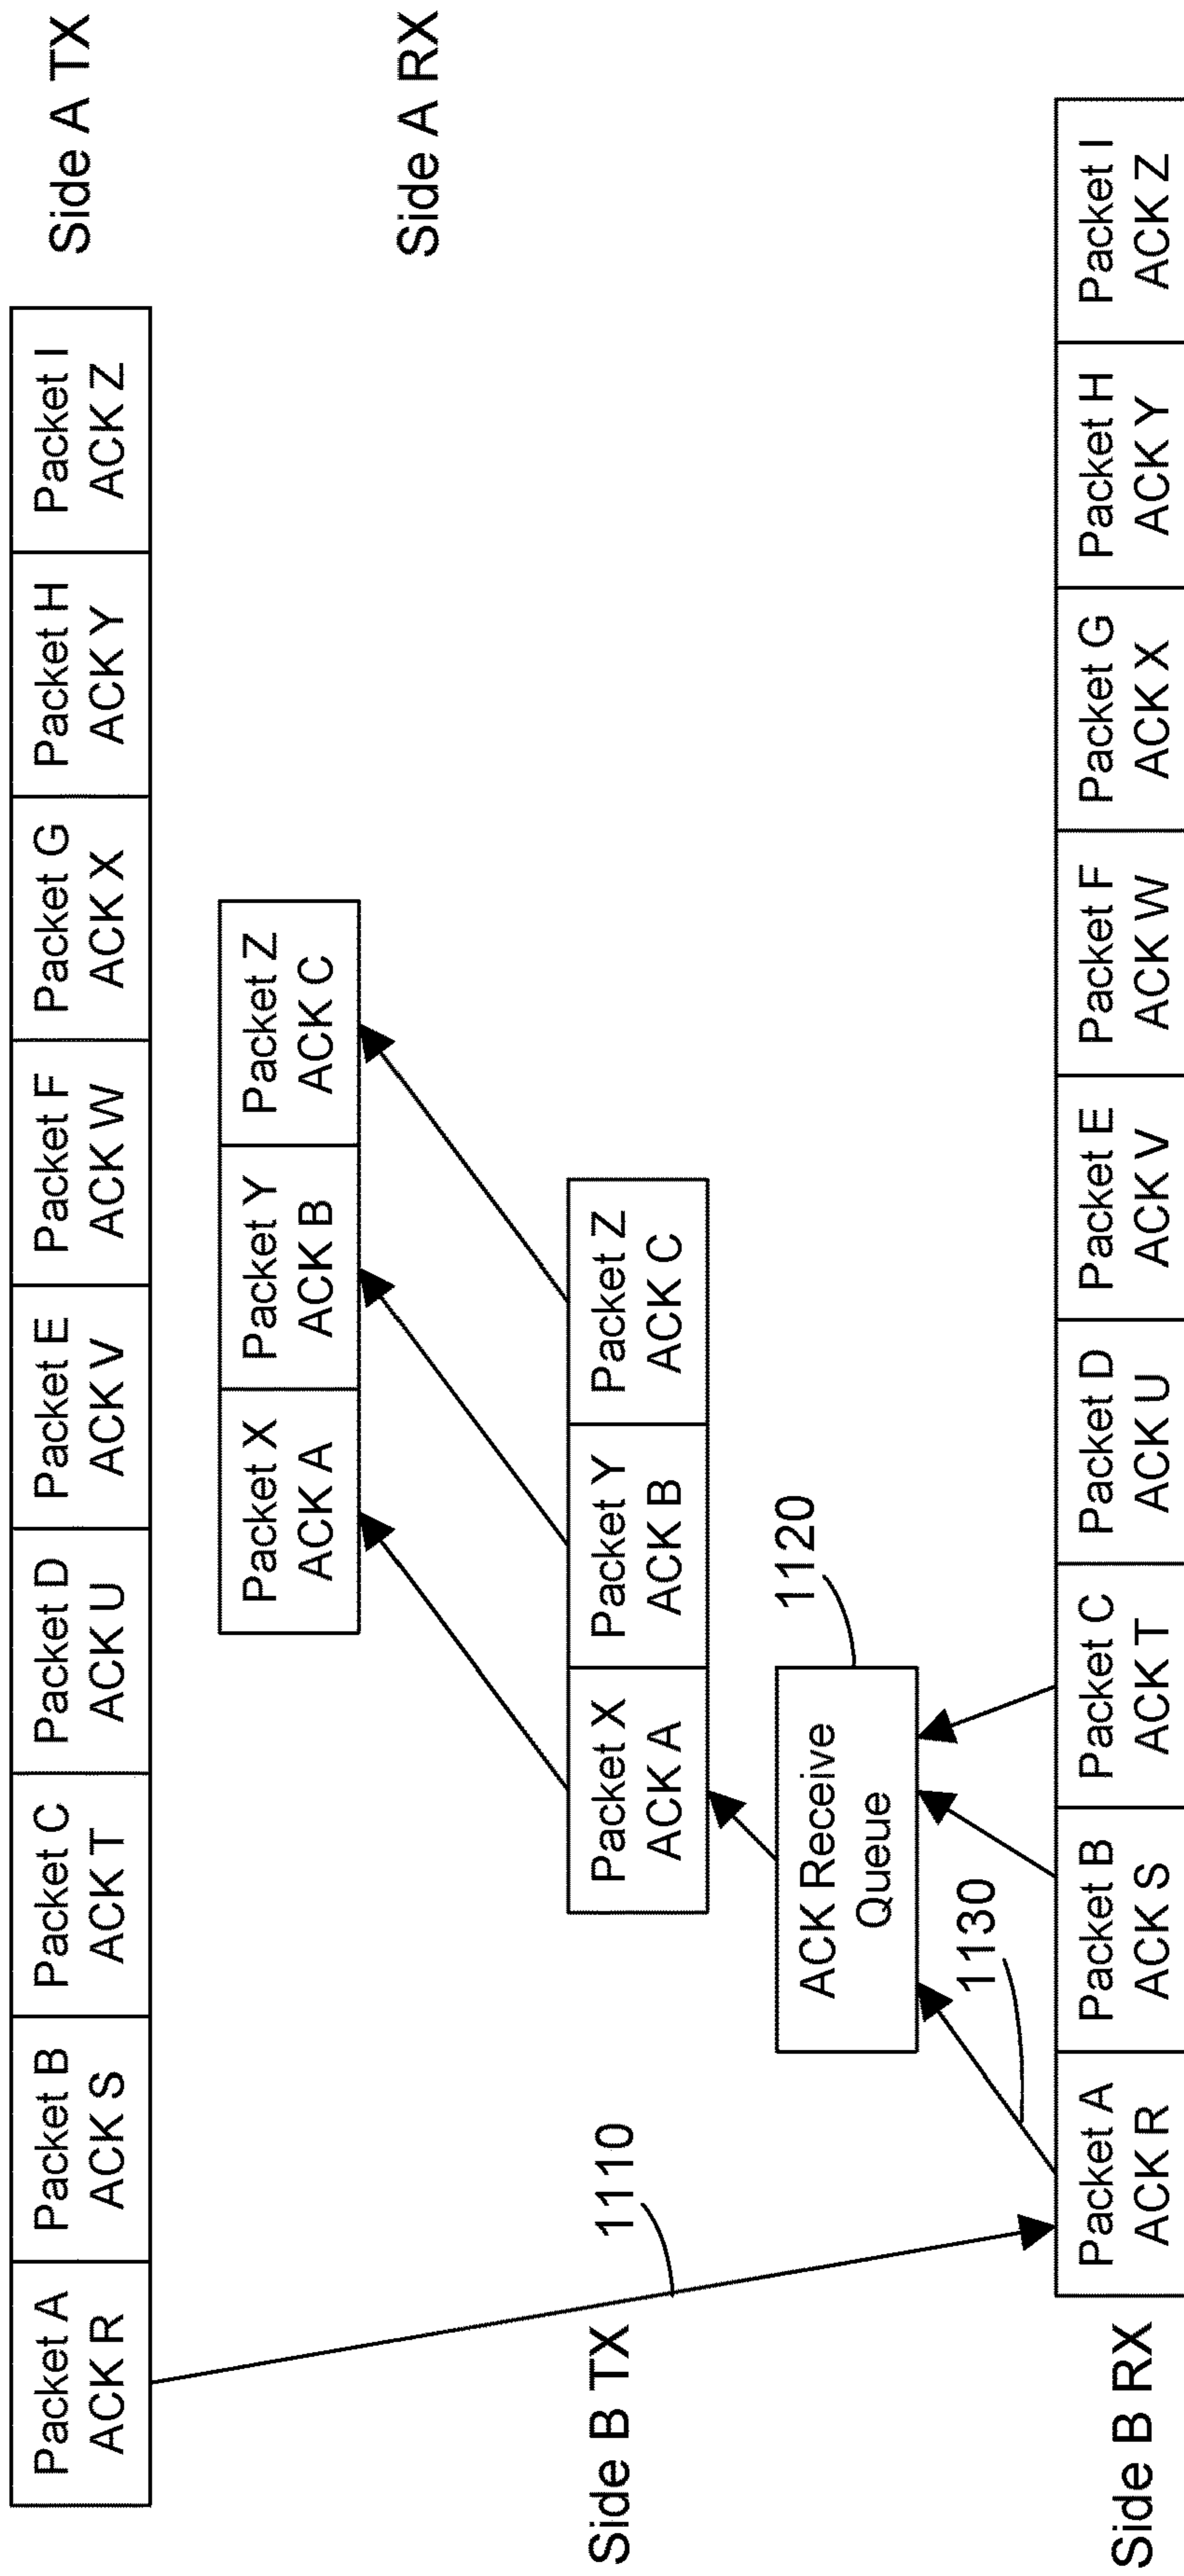 Side A TX
Packet A
ACK R
Packet B
ACK S
Packet C
ACK T
Packet D
ACK U
Packet E
ACK V
Packet F
ACK W
Packet G
ACK X
Packet H
ACK Y
Packet I
ACK Z
Side A RX
Packet X
ACK A
Packet Y
ACK B
Packet Z
ACK C
Side B TX
1110
Packet X
ACK A
Packet Y
ACK B
Packet Z
ACK C
ACK Receive
Queue
1120
1130
Side B RX
Packet A
ACK R
Packet B
ACK S
Packet C
ACK T
Packet D
ACK U
Packet E
ACK V
Packet F
ACK W
Packet G
ACK X
Packet H
ACK Y
Packet I
ACK Z